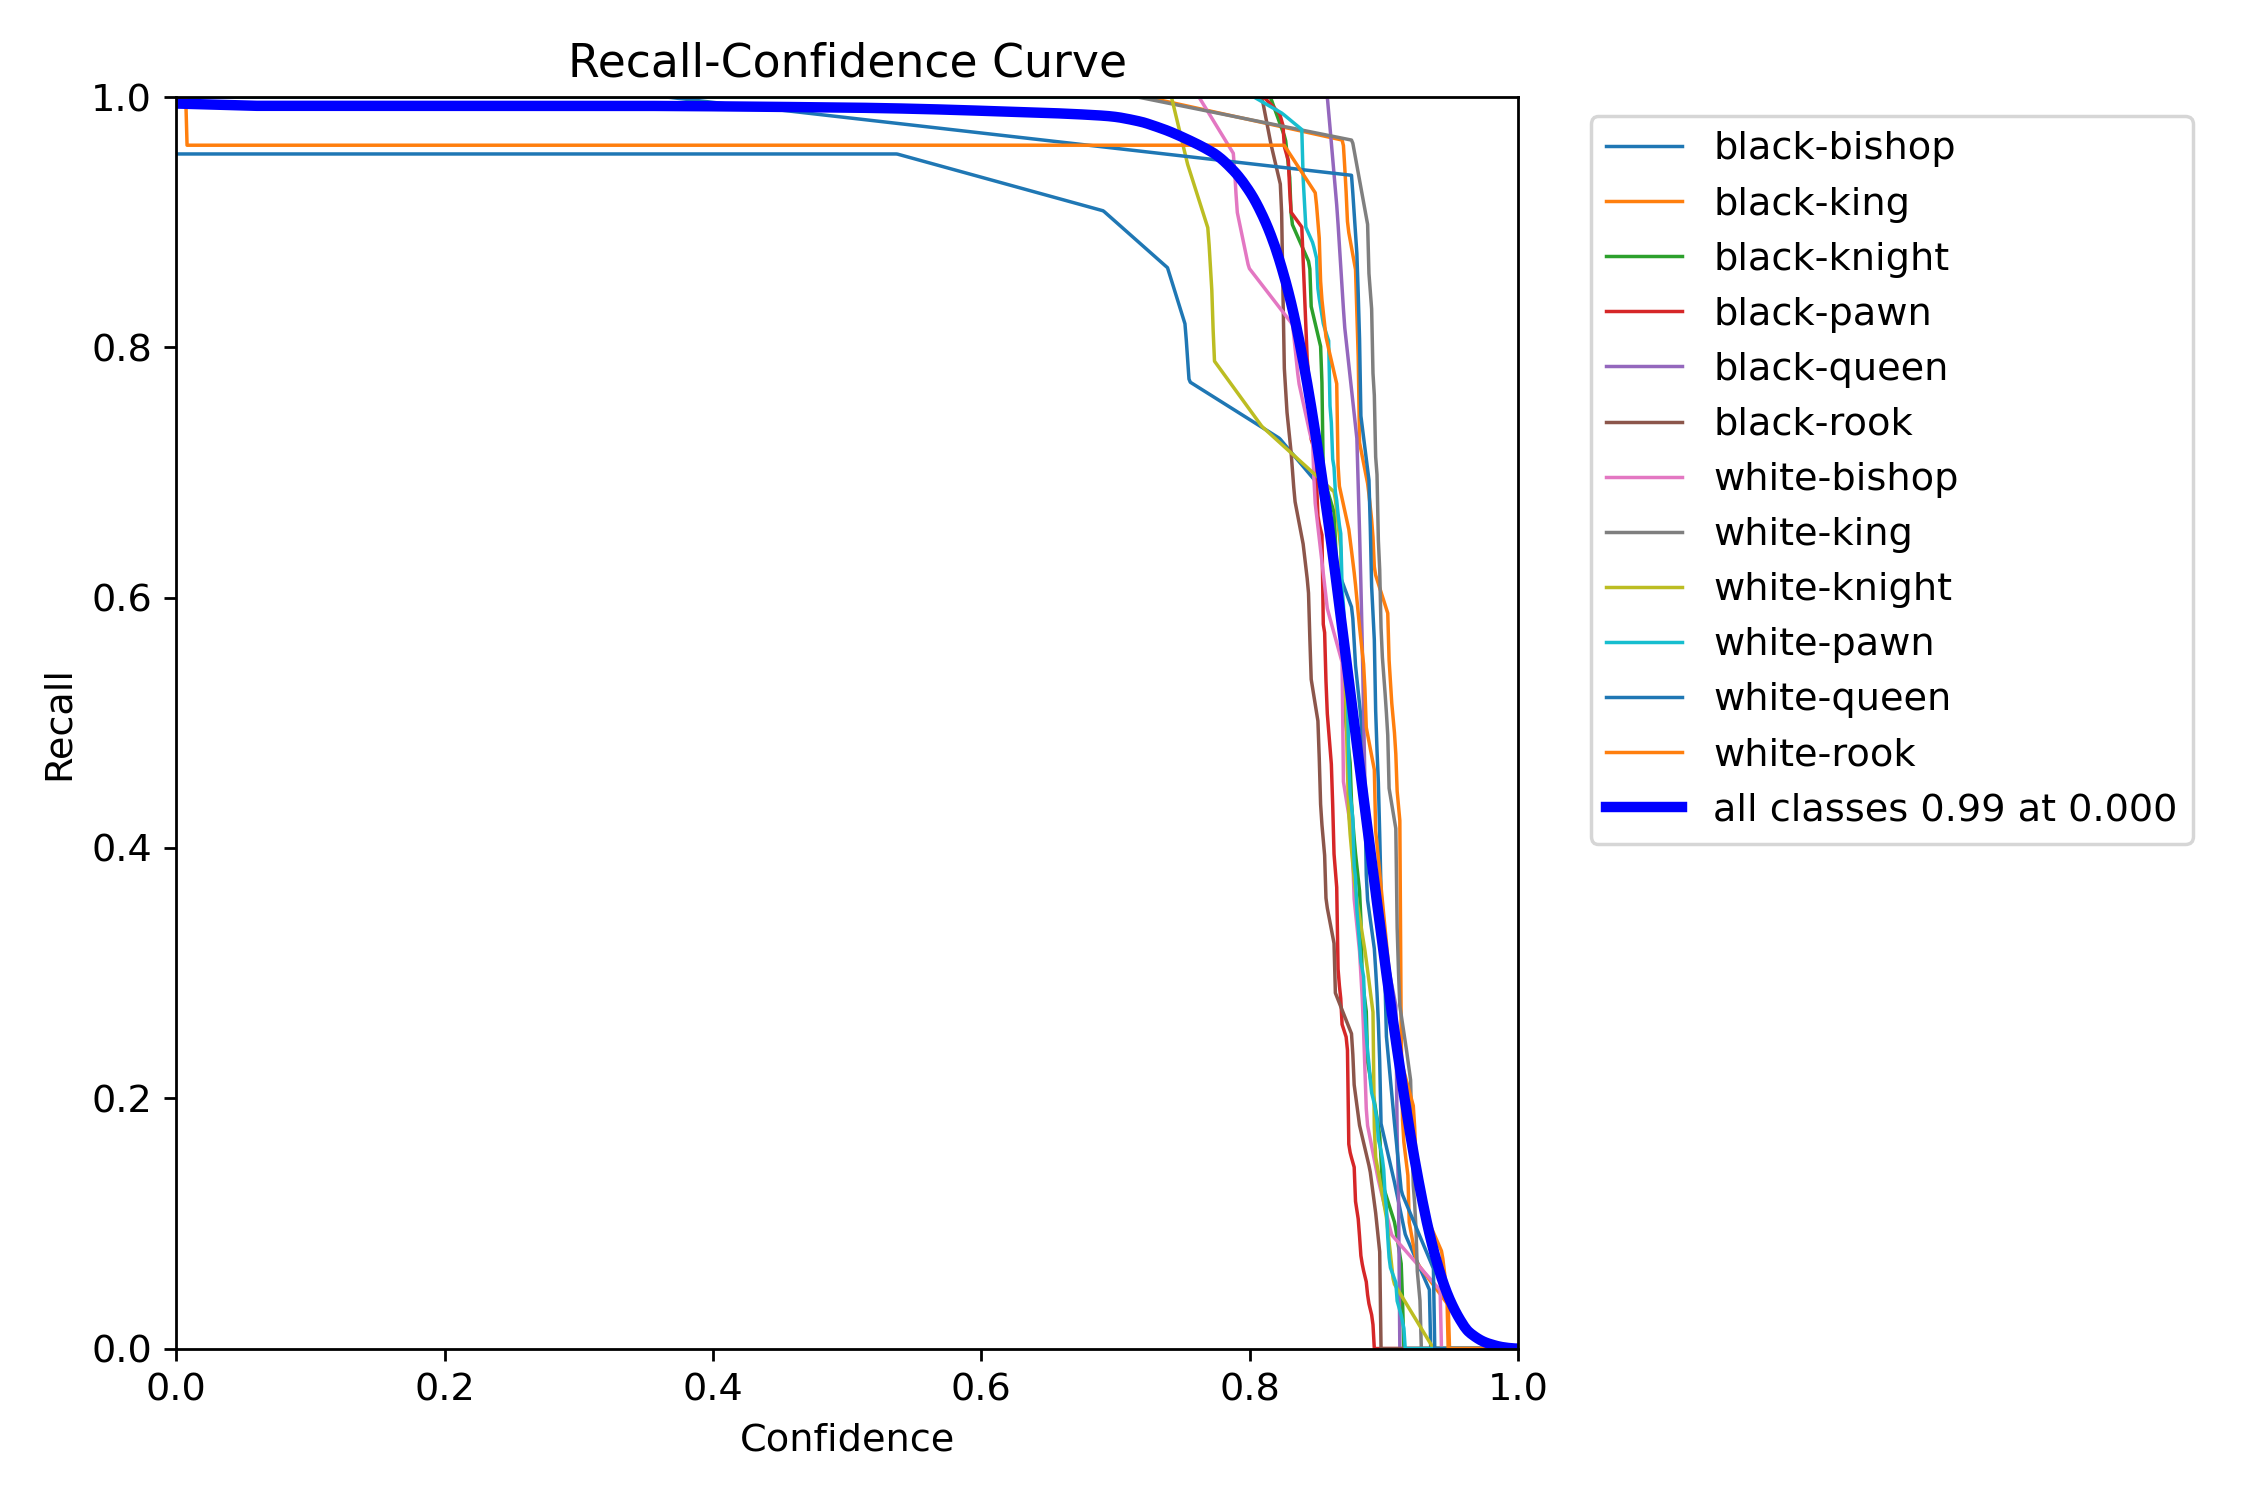 Recall-Confidence Curve
1.0
0.8
0.6
0.4
0.2
0.0
Recall
0.0 0.2 0.4 0.6 0.8 1.0
Confidence
black-bishop
black-king
black-knight
black-pawn
black-queen
black-rook
white-bishop
white-king
white-knight
white-pawn
white-queen
white-rook
all classes 0.99 at 0.000